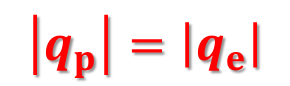 |qₚ| = |qₑ|